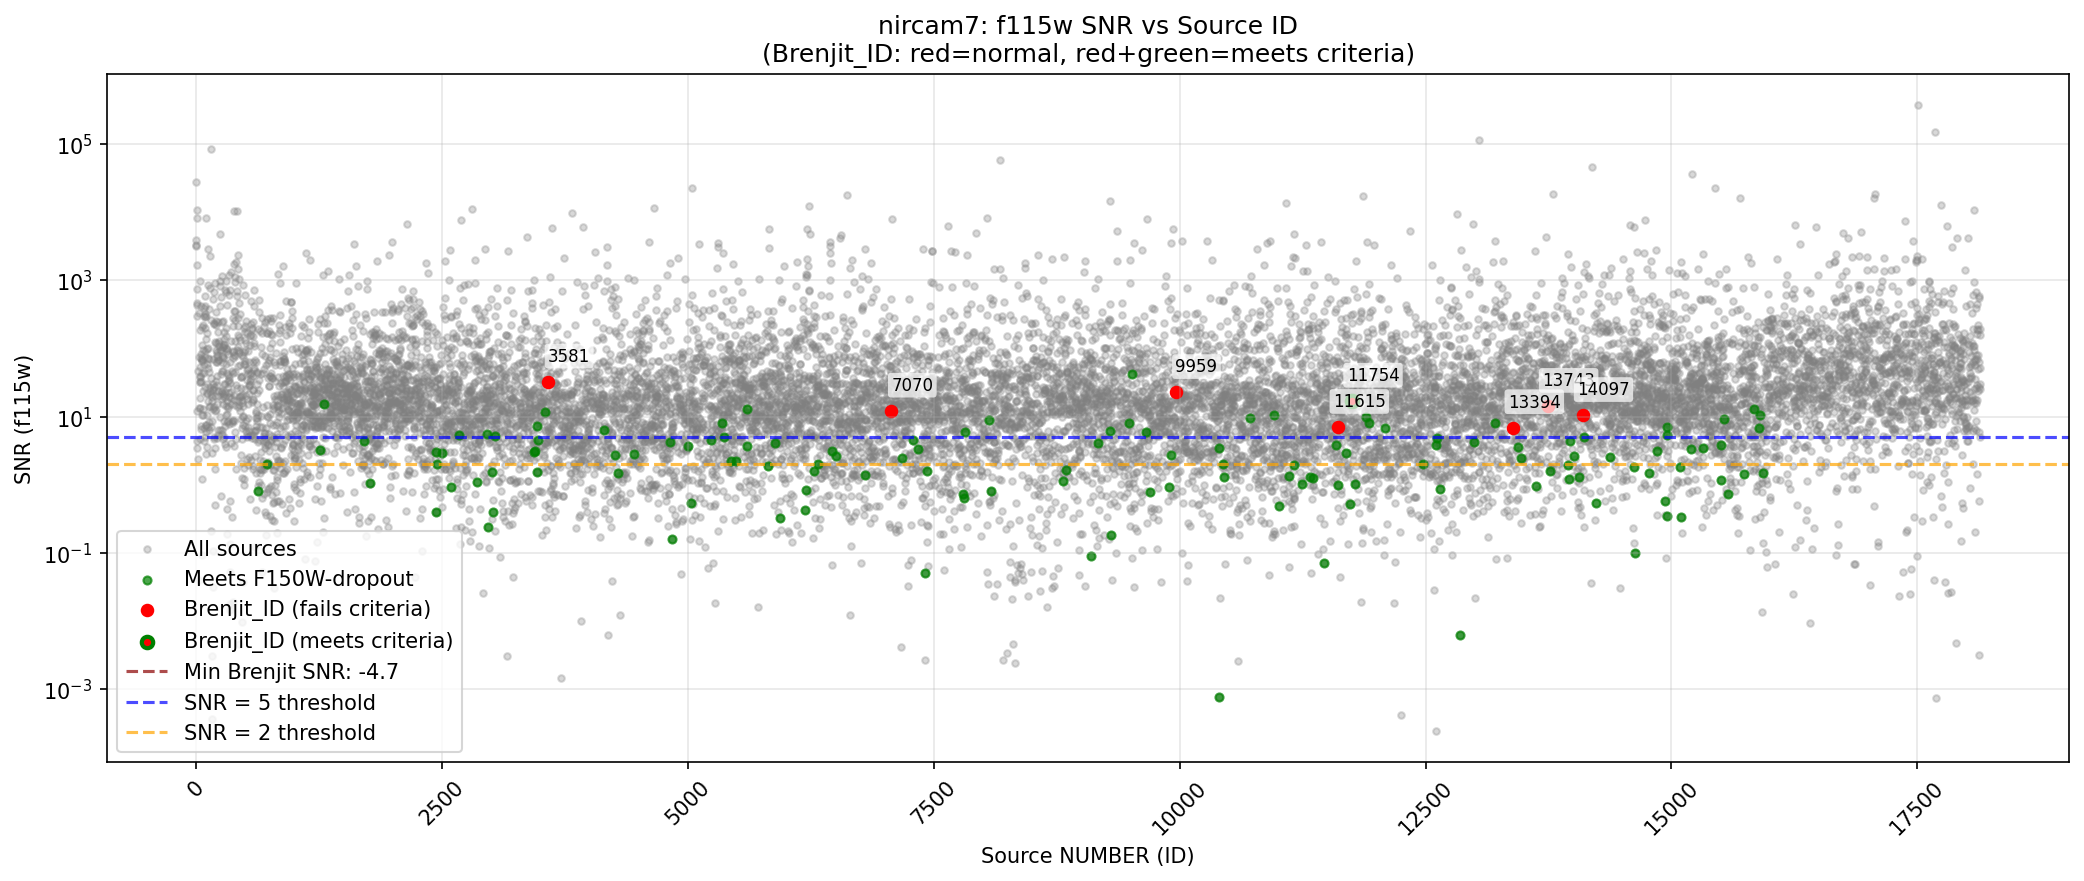 nircam7: f115w SNR vs Source ID
(Brenjit_ID: red=normal, red+green=meets criteria)
SNR (f115w)
10^5
10^3
10^1
10^-1
10^-3
3581
7070
9959
11754
11615
13743
14097
13394
All sources
Meets F150W-dropout
Brenjit_ID (fails criteria)
Brenjit_ID (meets criteria)
Min Brenjit SNR: -4.7
SNR = 5 threshold
SNR = 2 threshold
0
2500
5000
7500
10000
12500
15000
17500
Source NUMBER (ID)